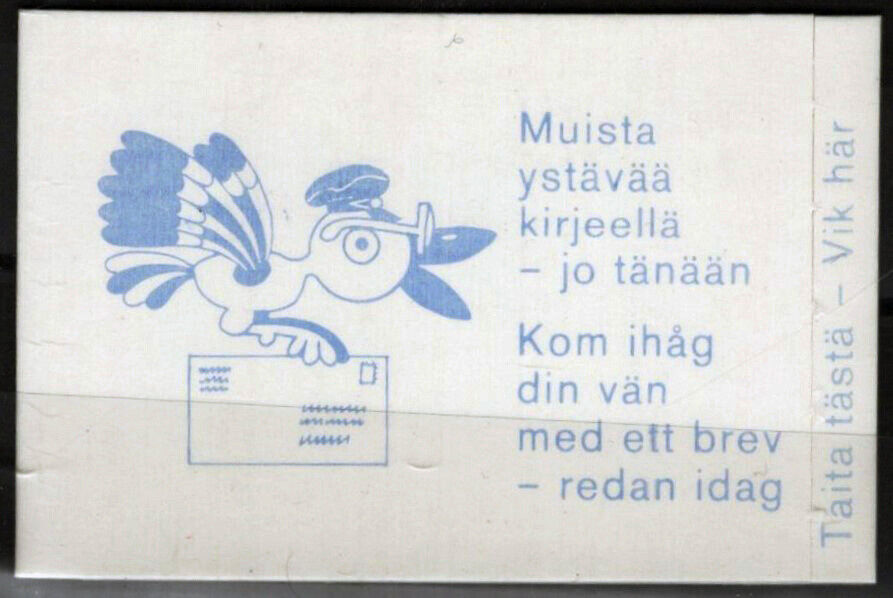 Muista
ystävää
kirjeellä
– jo tänään
Kom ihåg
din vän
med ett brev
– redan idag
Taita tästä – Vik här